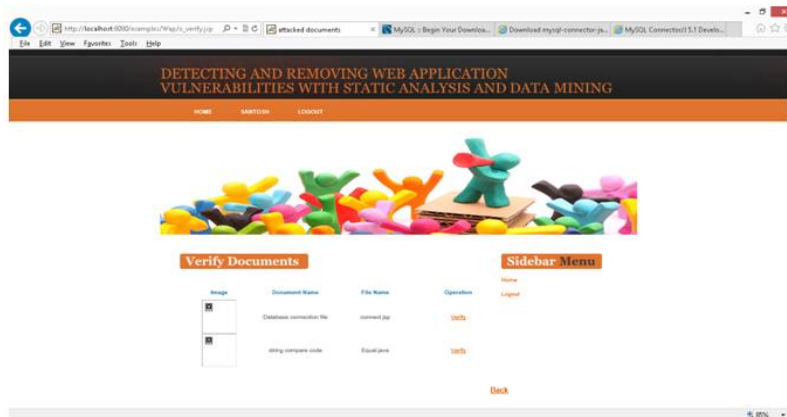 http://localhost:8080/examples/Wap/s_verify.jsp
attacked documents
MySQL :: Begin Your Downloa...
Download mysql-connector-ja...
MySQL Connector/J 5.1 Develo...
File Edit View Favorites Tools Help
DETECTING AND REMOVING WEB APPLICATION
VULNERABILITIES WITH STATIC ANALYSIS AND DATA MINING
HOME SANTOSH LOGOUT
Verify Documents
Sidebar Menu
Home
Logout
Image Document Name File Name Operation
Database connection file connect.jsp Verify
string compare code Equal.java Verify
Back
85%